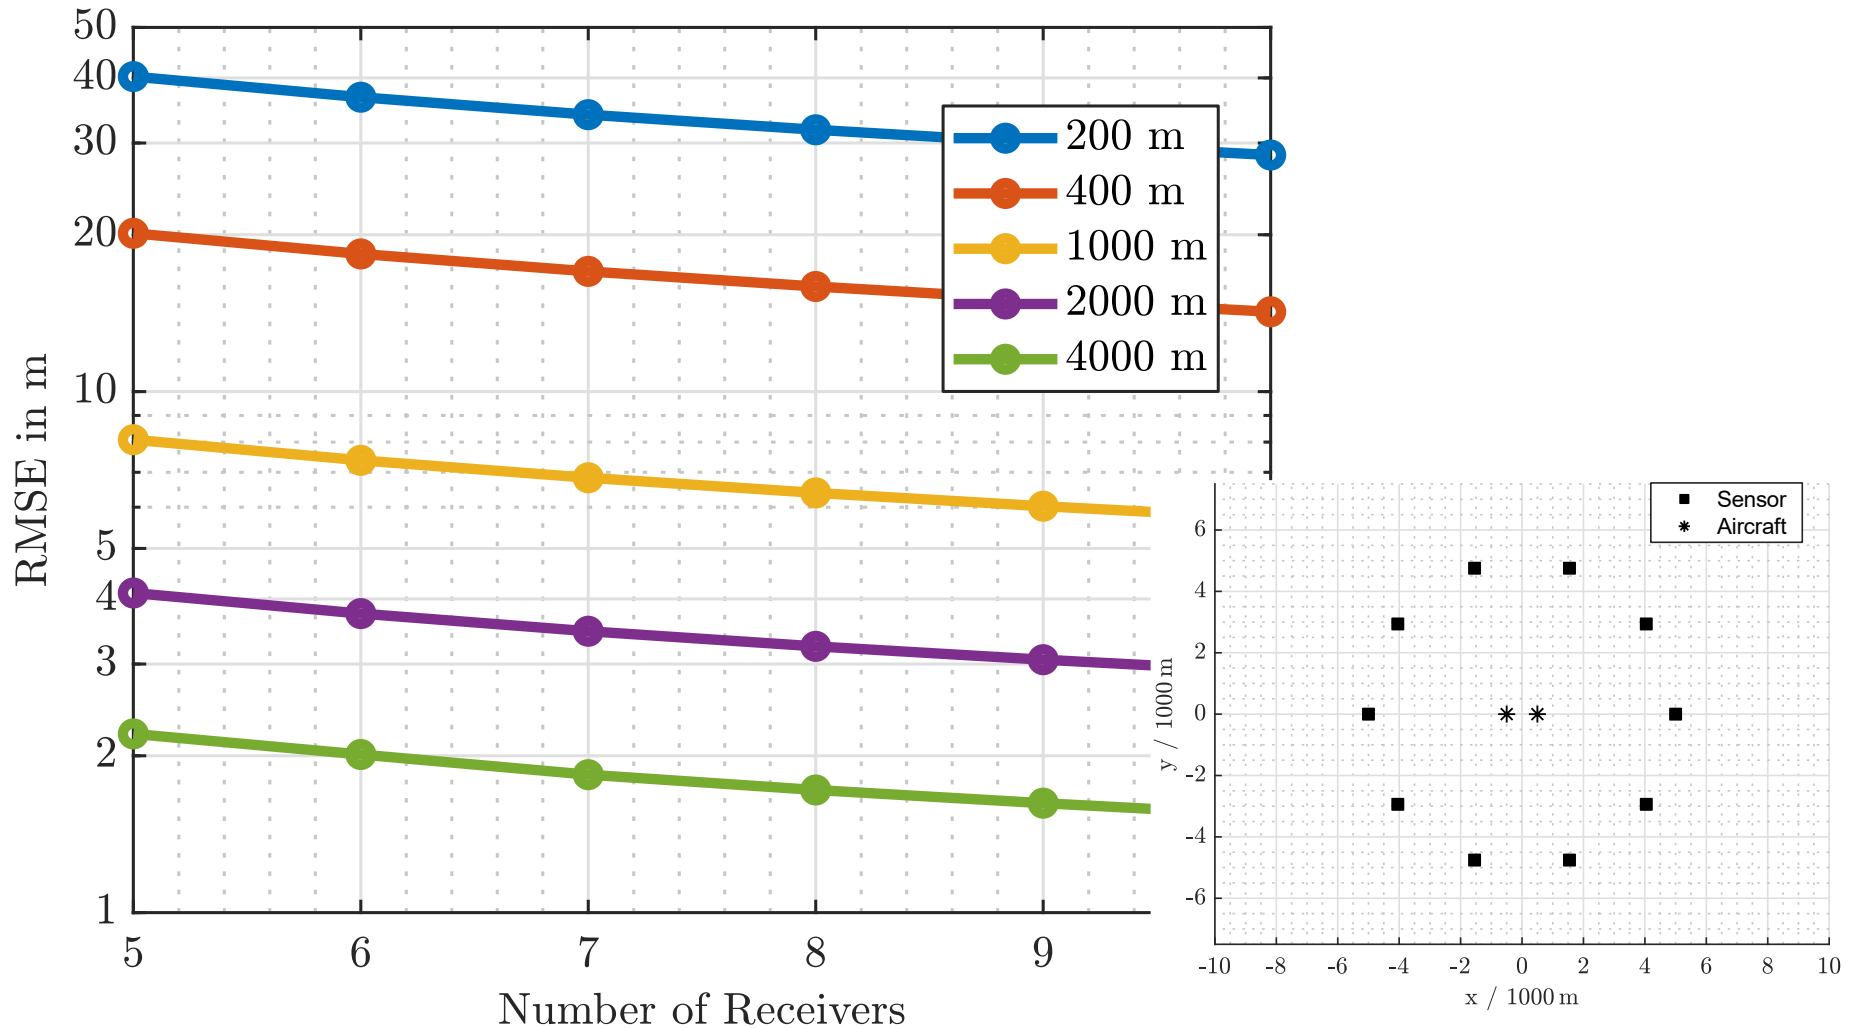 50
40
30
20
10
5
4
3
2
1
RMSE in m
5 6 7 8 9
Number of Receivers
200 m
400 m
1000 m
2000 m
4000 m
Sensor
Aircraft
6
4
2
0
-2
-4
-6
y / 1000 m
-10 -8 -6 -4 -2 0 2 4 6 8 10
x / 1000 m